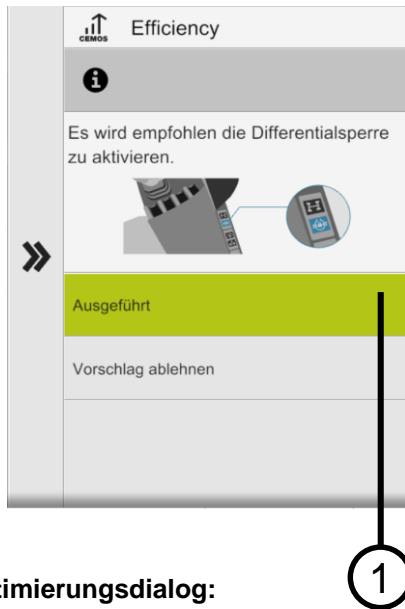 CEMOS
Efficiency
Es wird empfohlen die Differentialsperre
zu aktivieren.
Ausgeführt
Vorschlag ablehnen
1
timierungsdialog: